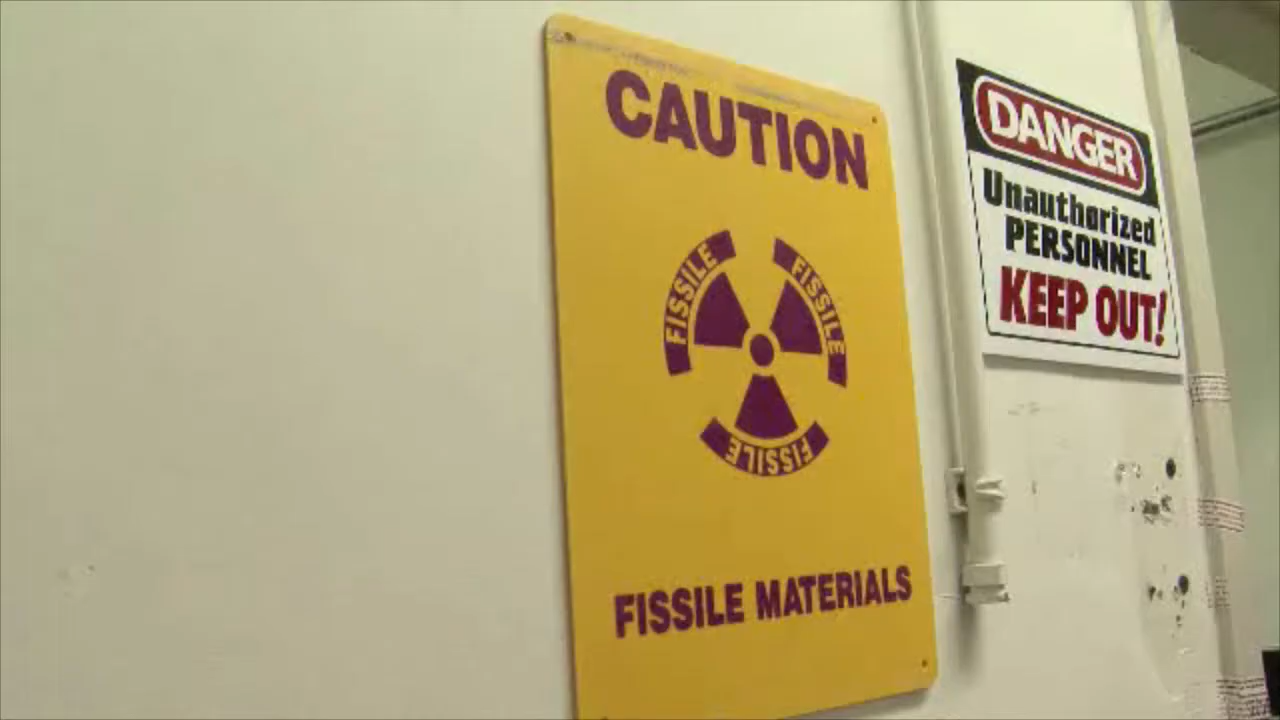 CAUTION
FISSILE
FISSILE
FISSILE
FISSILE MATERIALS
DANGER
Unauthorized
PERSONNEL
KEEP OUT!